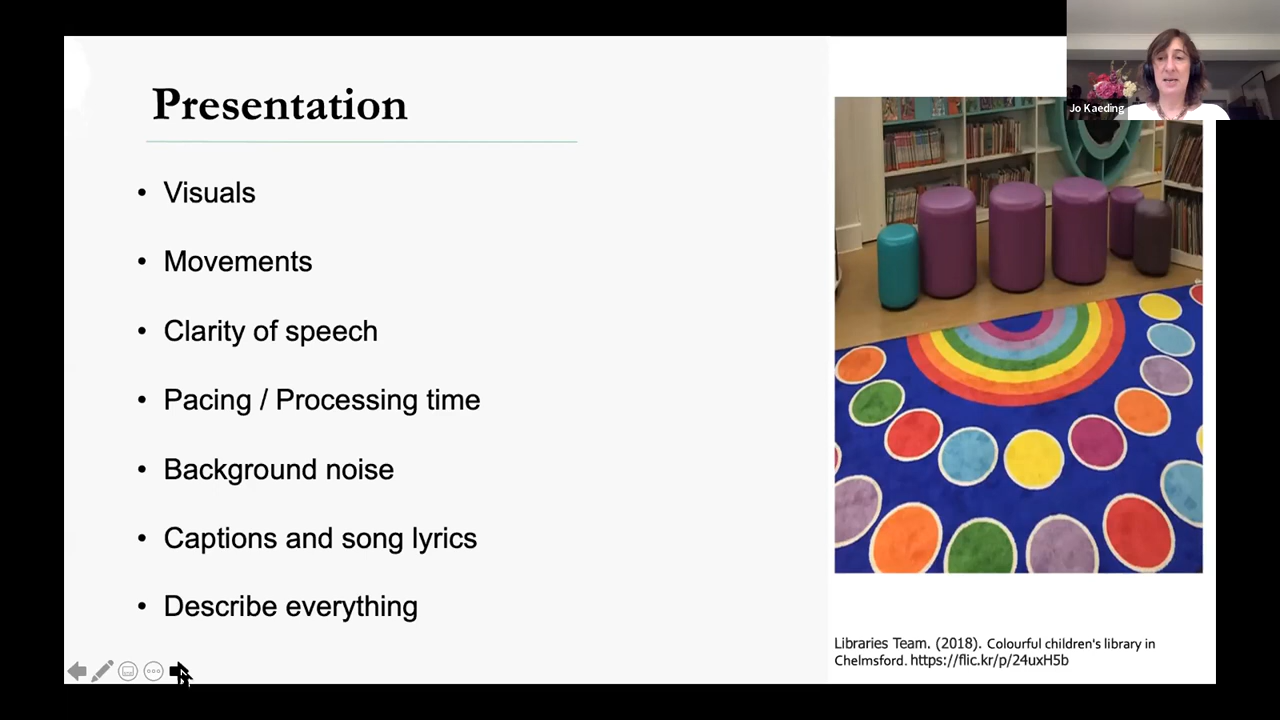 Presentation
• Visuals
• Movements
• Clarity of speech
• Pacing / Processing time
• Background noise
• Captions and song lyrics
• Describe everything
Jo Kaeding
Libraries Team. (2018). Colourful children's library in
Chelmsford. https://flic.kr/p/24uxH5b